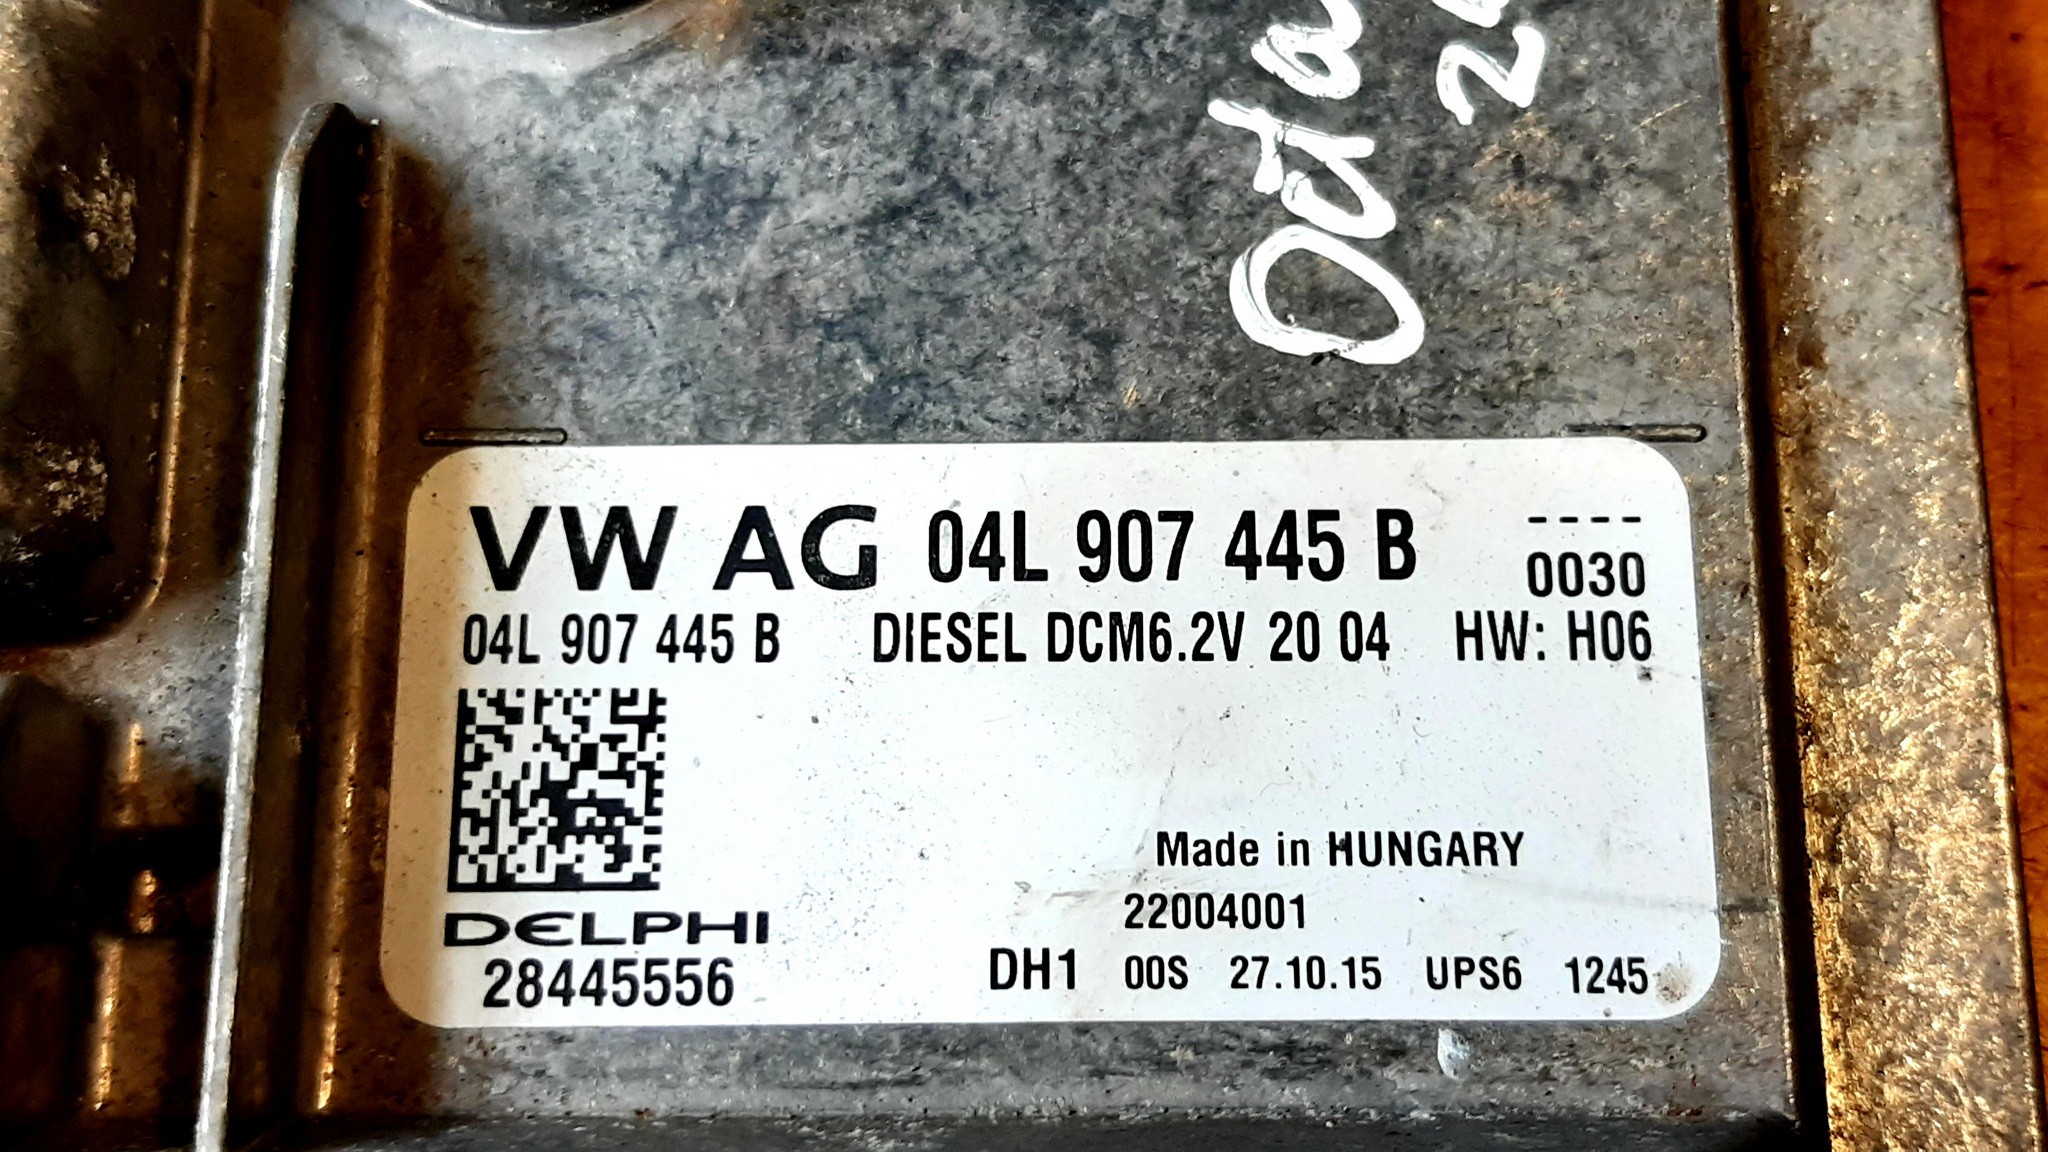 Octa
VW AG 04L 907 445 B ----
0030
04L 907 445 B DIESEL DCM6.2V 20 04 HW: H06
Made in HUNGARY
22004001
DELPHI
28445556
DH1 00S 27.10.15 UPS6 1245